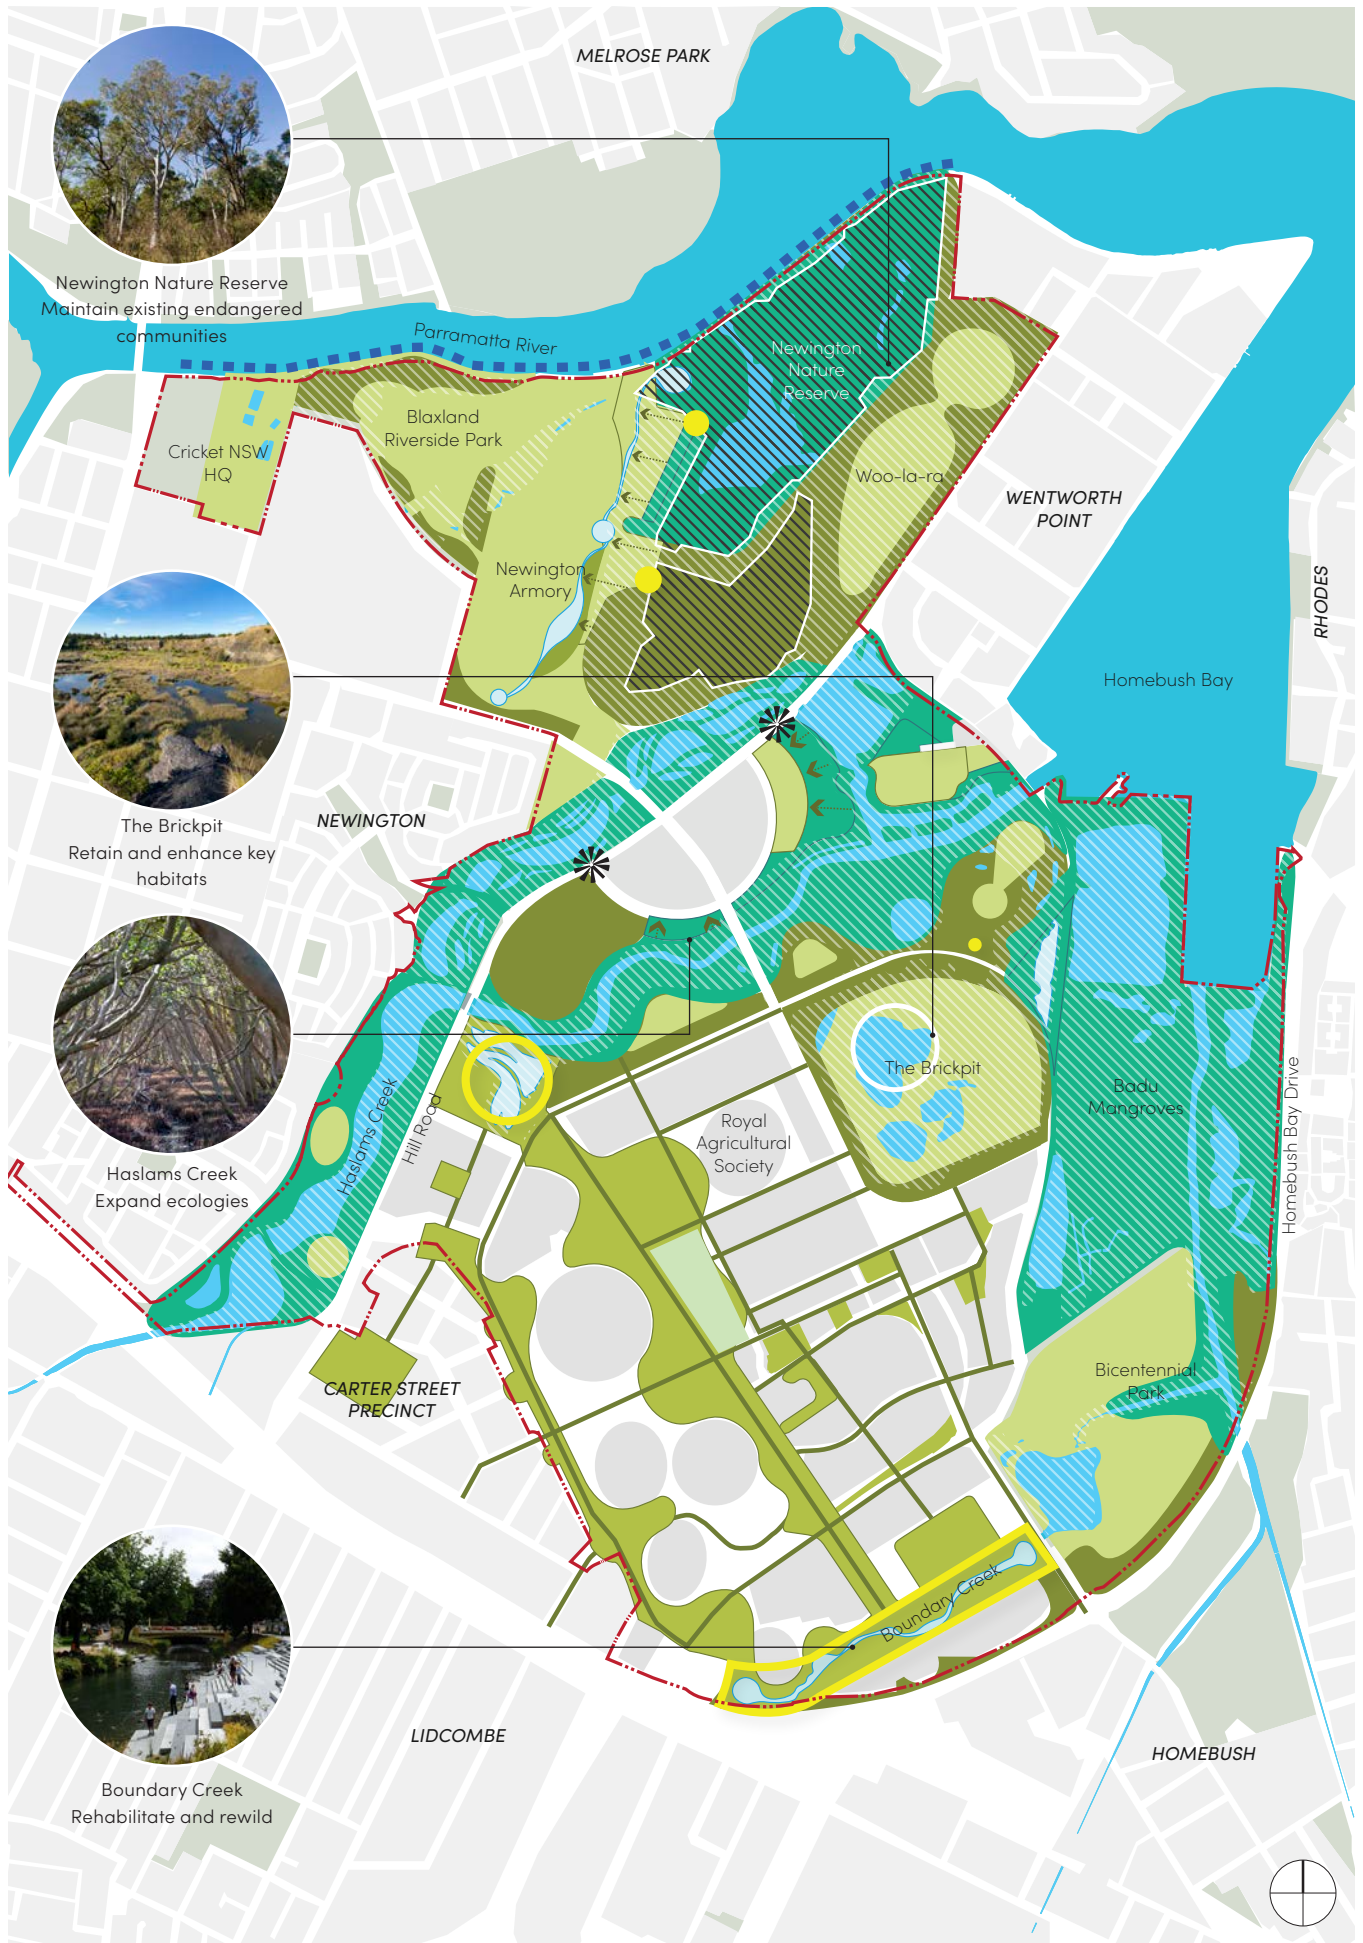 MELROSE PARK
Newington Nature Reserve
Maintain existing endangered
communities
Parramatta River
Newington
Nature
Reserve
Blaxland
Riverside Park
Cricket NSW
HQ
Woo-la-ra
WENTWORTH
POINT
RHODES
Newington
Armory
Homebush Bay
The Brickpit
Retain and enhance key
habitats
NEWINGTON
The Brickpit
Badu
Mangroves
Homebush Bay Drive
Haslams Creek
Hill Road
Royal
Agricultural
Society
Haslams Creek
Expand ecologies
CARTER STREET
PRECINCT
Bicentennial
Park
Boundary Creek
LIDCOMBE
HOMEBUSH
Boundary Creek
Rehabilitate and rewild